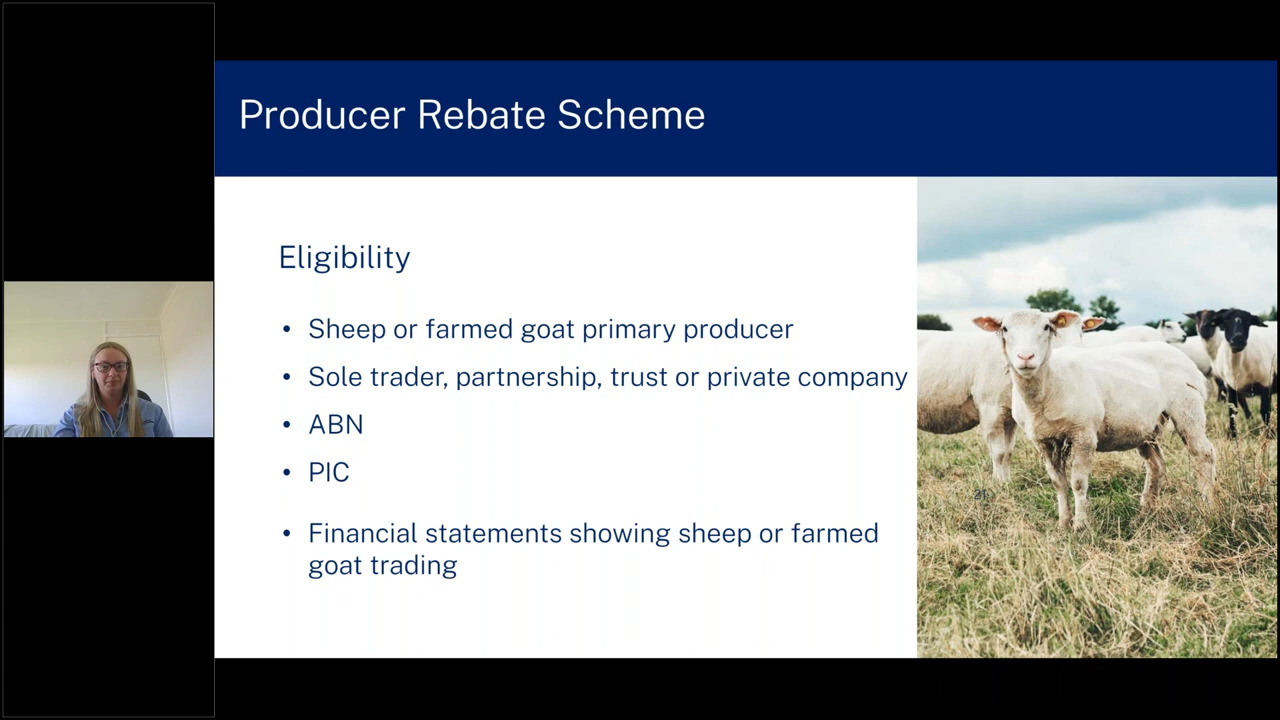 Producer Rebate Scheme
Eligibility
• Sheep or farmed goat primary producer
• Sole trader, partnership, trust or private company
• ABN
• PIC
• Financial statements showing sheep or farmed
goat trading
21